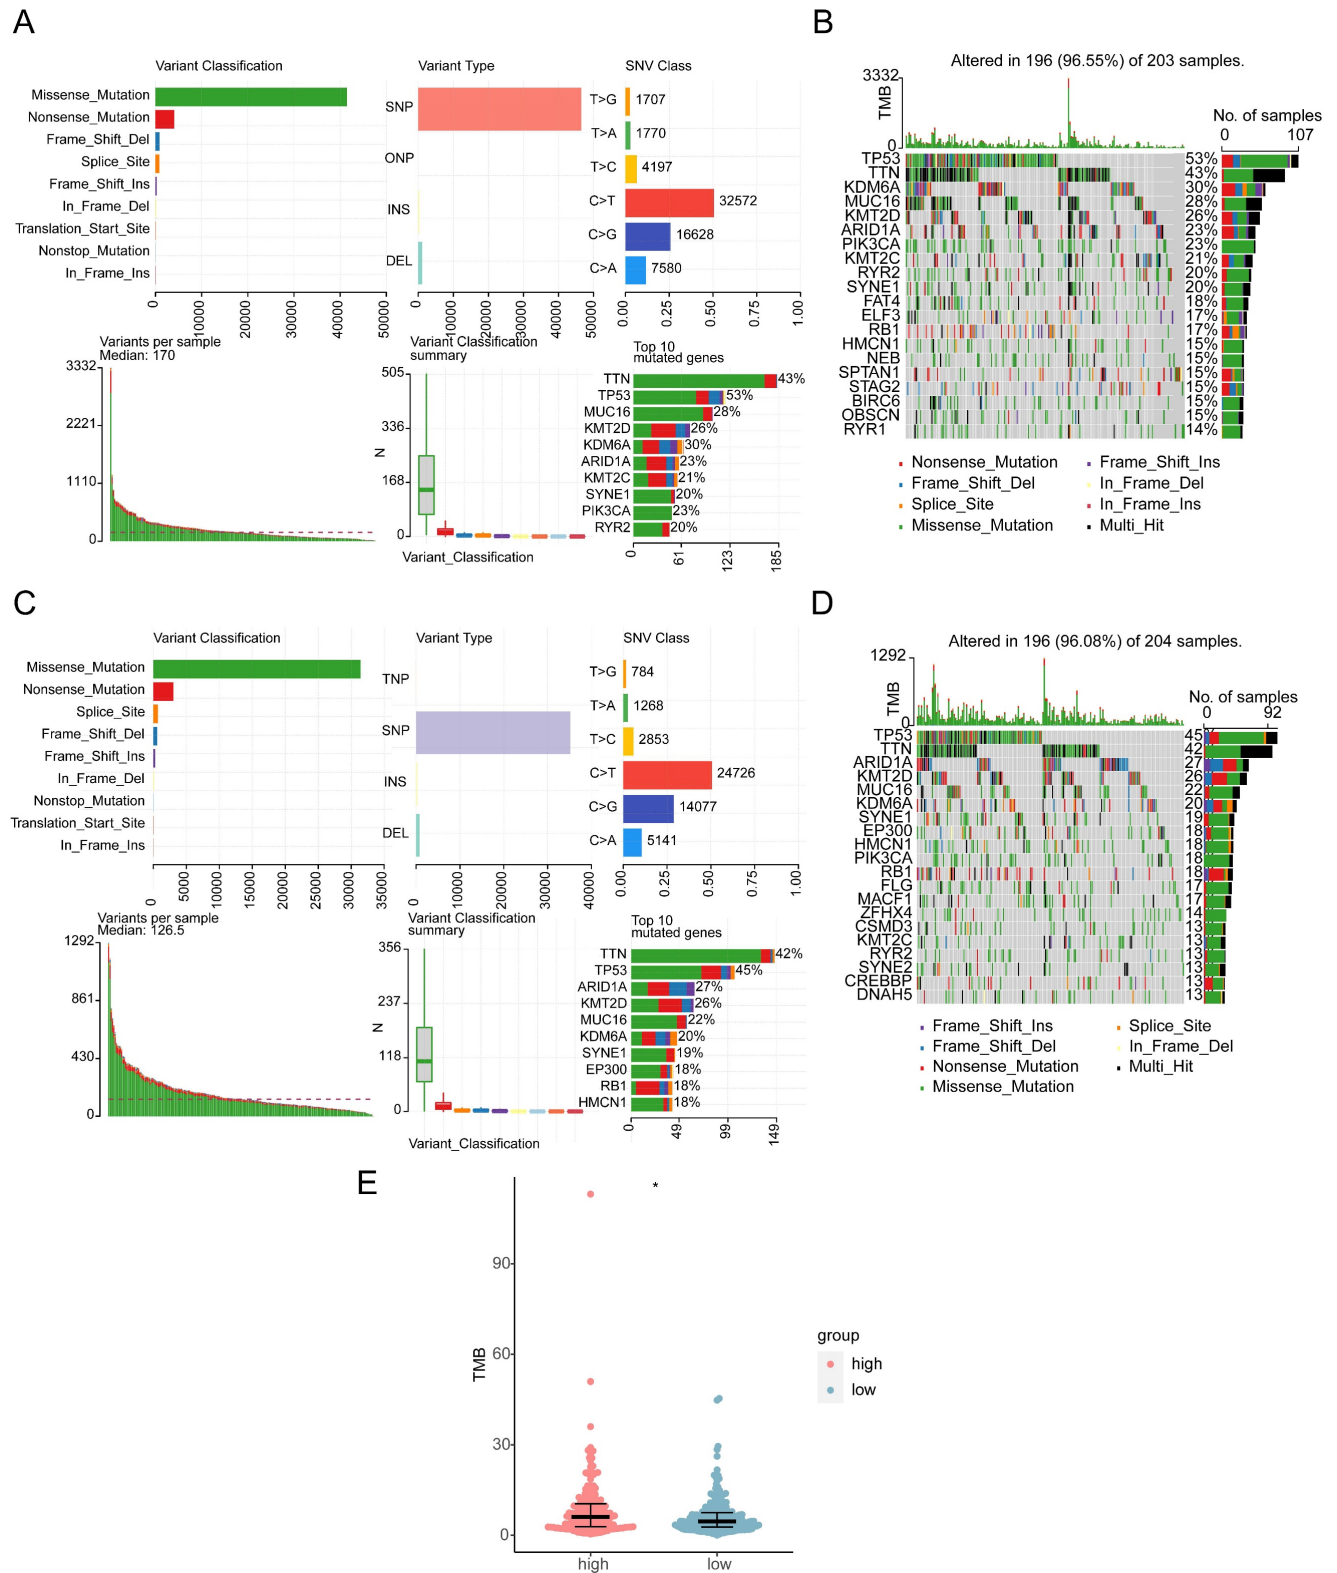 A
Variant Classification
Missense_Mutation
Nonsense_Mutation
Frame_Shift_Del
Splice_Site
Frame_Shift_Ins
In_Frame_Del
Translation_Start_Site
Nonstop_Mutation
In_Frame_Ins
0
10000
20000
30000
40000
50000
Variant Type
SNP
ONP
INS
DEL
0
10000
20000
30000
40000
50000
SNV Class
T>G 1707
T>A 1770
T>C 4197
C>T 32572
C>G 16628
C>A 7580
0.00
0.25
0.50
0.75
1.00
Variants per sample
Median: 170
3332
2221
1110
0
Variant Classification
summary
505
336
168
0
N
Variant_Classification
Top 10
mutated genes
TTN 43%
TP53 53%
MUC16 28%
KMT2D 26%
KDM6A 30%
ARID1A 23%
KMT2C 21%
SYNE1 20%
PIK3CA 23%
RYR2 20%
0
61
123
185
B
Altered in 196 (96.55%) of 203 samples.
3332
TMB
0
No. of samples
0 107
TP53 53%
TTN 43%
KDM6A 30%
MUC16 28%
KMT2D 26%
ARID1A 23%
PIK3CA 23%
KMT2C 21%
RYR2 20%
SYNE1 20%
FAT4 18%
ELF3 17%
RB1 17%
HMCN1 15%
NEB 15%
SPTAN1 15%
STAG2 15%
BIRC6 15%
OBSCN 15%
RYR1 14%
Nonsense_Mutation Frame_Shift_Ins
Frame_Shift_Del In_Frame_Del
Splice_Site In_Frame_Ins
Missense_Mutation Multi_Hit
C
Variant Classification
Missense_Mutation
Nonsense_Mutation
Splice_Site
Frame_Shift_Del
Frame_Shift_Ins
In_Frame_Del
Nonstop_Mutation
Translation_Start_Site
In_Frame_Ins
0
5000
10000
15000
20000
25000
30000
35000
Variant Type
TNP
SNP
INS
DEL
0
10000
20000
30000
40000
SNV Class
T>G 784
T>A 1268
T>C 2853
C>T 24726
C>G 14077
C>A 5141
0.00
0.25
0.50
0.75
1.00
Variants per sample
Median: 126.5
1292
861
430
0
Variant Classification
summary
356
237
118
0
N
Variant_Classification
Top 10
mutated genes
TTN 42%
TP53 45%
ARID1A 27%
KMT2D 26%
MUC16 22%
KDM6A 20%
SYNE1 19%
EP300 18%
RB1 18%
HMCN1 18%
0
49
99
149
D
Altered in 196 (96.08%) of 204 samples.
1292
TMB
0
No. of samples
0 92
TP53 45
TTN 42
ARID1A 27
KMT2D 26
MUC16 22
KDM6A 20
SYNE1 19
EP300 18
HMCN1 18
PIK3CA 18
RB1 18
FLG 17
MACF1 17
ZFHX4 14
CSMD3 13
KMT2C 13
RYR2 13
SYNE2 13
CREBBP 13
DNAH5 13
Frame_Shift_Ins Splice_Site
Frame_Shift_Del In_Frame_Del
Nonsense_Mutation Multi_Hit
Missense_Mutation
E
*
90
60
30
0
TMB
high low
group
high
low